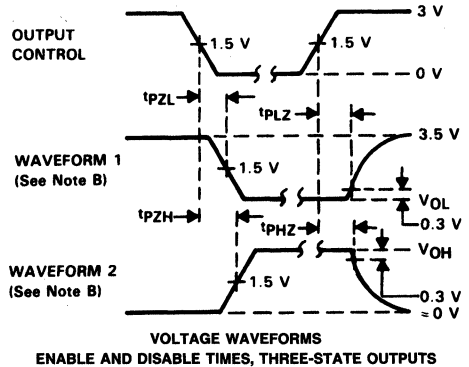 3 V
OUTPUT
CONTROL
1.5 V
1.5 V
0 V
tPZL
tPLZ
3.5 V
WAVEFORM 1
(See Note B)
1.5 V
VOL
0.3 V
tPZH
tPHZ
VOH
WAVEFORM 2
(See Note B)
1.5 V
0.3 V
≈0 V
VOLTAGE WAVEFORMS
ENABLE AND DISABLE TIMES, THREE-STATE OUTPUTS